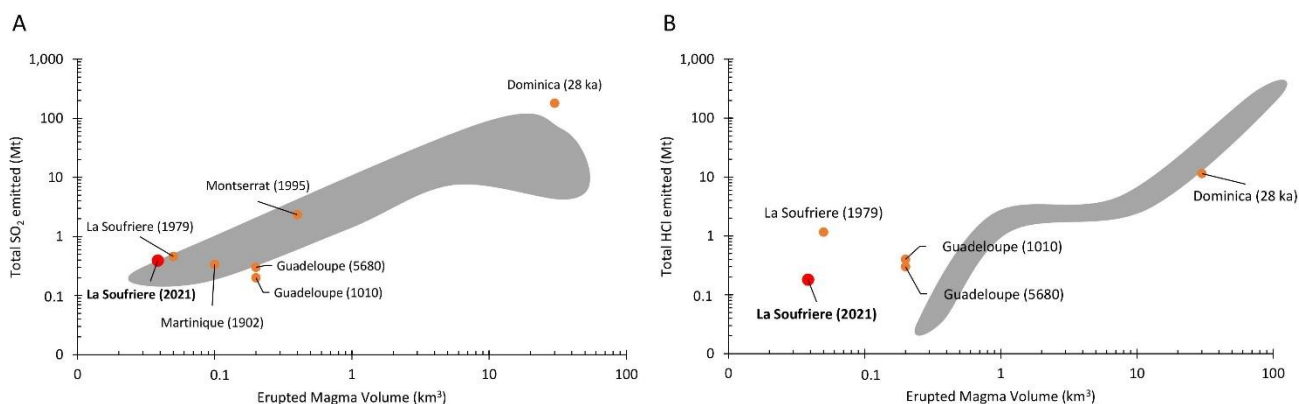 A
Total SO₂ emitted (Mt)
1,000
100
10
1
0.1
0
0
0.1
1
10
100
Erupted Magma Volume (km³)
Dominica (28 ka)
Montserrat (1995)
La Soufriere (1979)
La Soufriere (2021)
Guadeloupe (5680)
Guadeloupe (1010)
Martinique (1902)
B
Total HCl emitted (Mt)
1,000
100
10
1
0.1
0
0
0.1
1
10
100
Erupted Magma Volume (km³)
Dominica (28 ka)
La Soufriere (1979)
Guadeloupe (1010)
Guadeloupe (5680)
La Soufriere (2021)